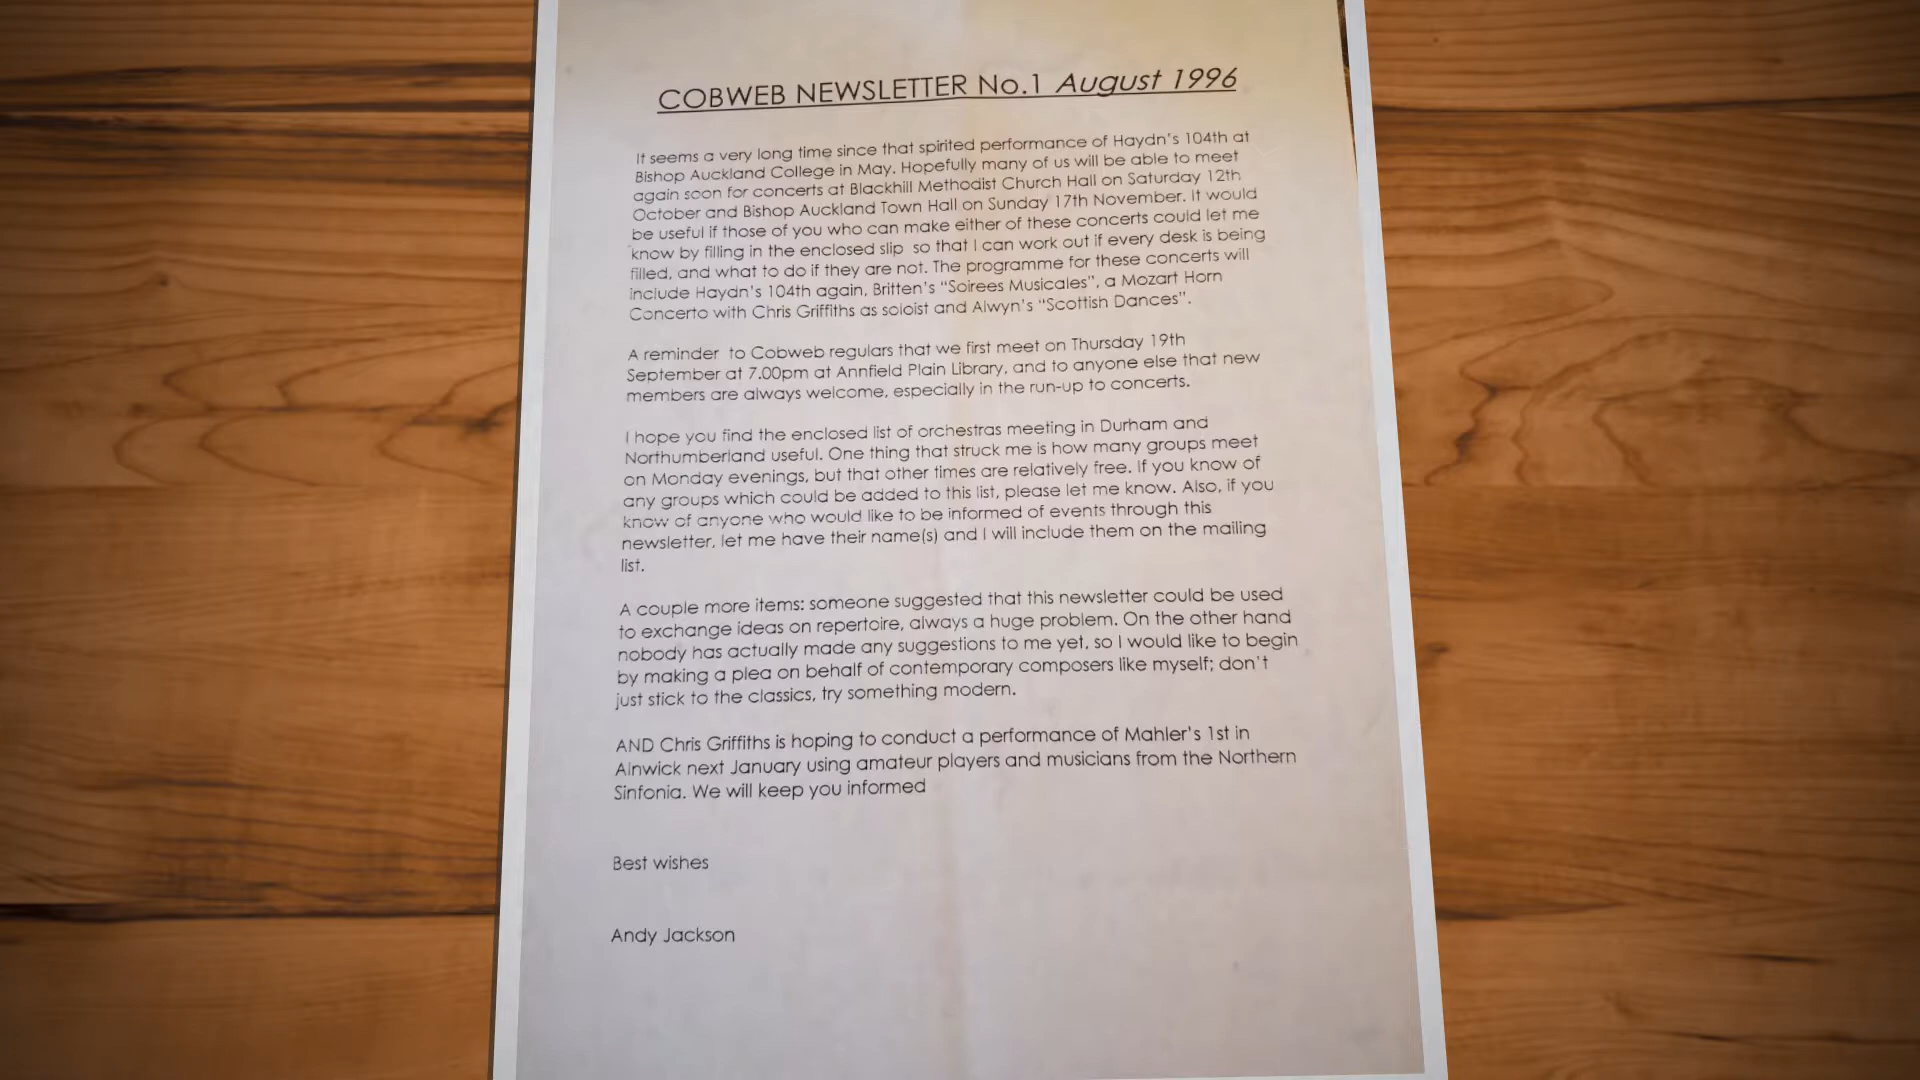 COBWEB NEWSLETTER No.1 August 1996
It seems a very long time since that spirited performance of Haydn's 104th at
Bishop Auckland College in May. Hopefully many of us will be able to meet
again soon for concerts at Blackhill Methodist Church Hall on Saturday 12th
October and Bishop Auckland Town Hall on Sunday 17th November. It would
be useful if those of you who can make either of these concerts could let me
know by filling in the enclosed slip so that I can work out if every desk is being
filled, and what to do if they are not. The programme for these concerts will
include Haydn's 104th again, Britten's "Soirees Musicales", a Mozart Horn
Concerto with Chris Griffiths as soloist and Alwyn's "Scottish Dances".
A reminder to Cobweb regulars that we first meet on Thursday 19th
September at 7.00pm at Annfield Plain Library, and to anyone else that new
members are always welcome, especially in the run-up to concerts.
I hope you find the enclosed list of orchestras meeting in Durham and
Northumberland useful. One thing that struck me is how many groups meet
on Monday evenings, but that other times are relatively free. If you know of
any groups which could be added to this list, please let me know. Also, if you
know of anyone who would like to be informed of events through this
newsletter, let me have their name(s) and I will include them on the mailing
list.
A couple more items: someone suggested that this newsletter could be used
to exchange ideas on repertoire, always a huge problem. On the other hand
nobody has actually made any suggestions to me yet, so I would like to begin
by making a plea on behalf of contemporary composers like myself; don't
just stick to the classics, try something modern.
AND Chris Griffiths is hoping to conduct a performance of Mahler's 1st in
Alnwick next January using amateur players and musicians from the Northern
Sinfonia. We will keep you informed
Best wishes
Andy Jackson